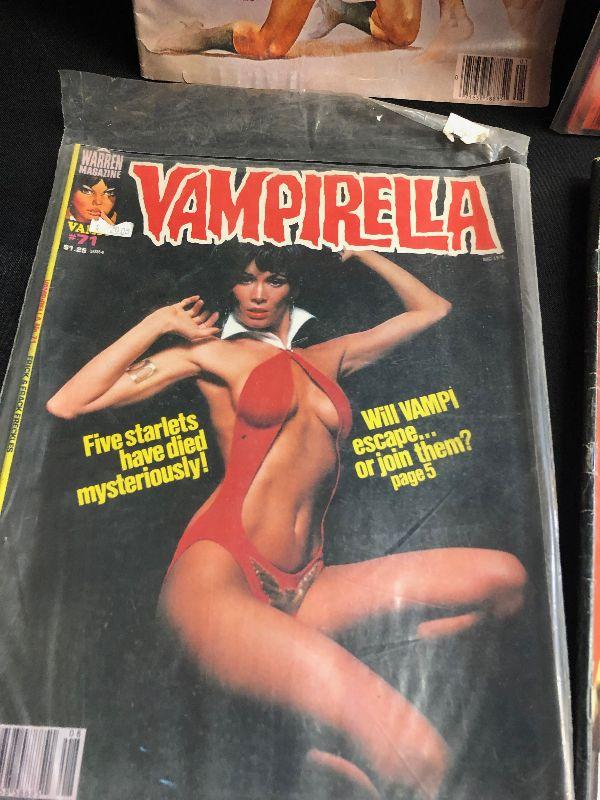 WARREN
MAGAZINE
VAMPIRELLA
#71
$1.25
Five starlets
have died
mysteriously!
Will VAMPI
escape...
or join them?
page 5
08